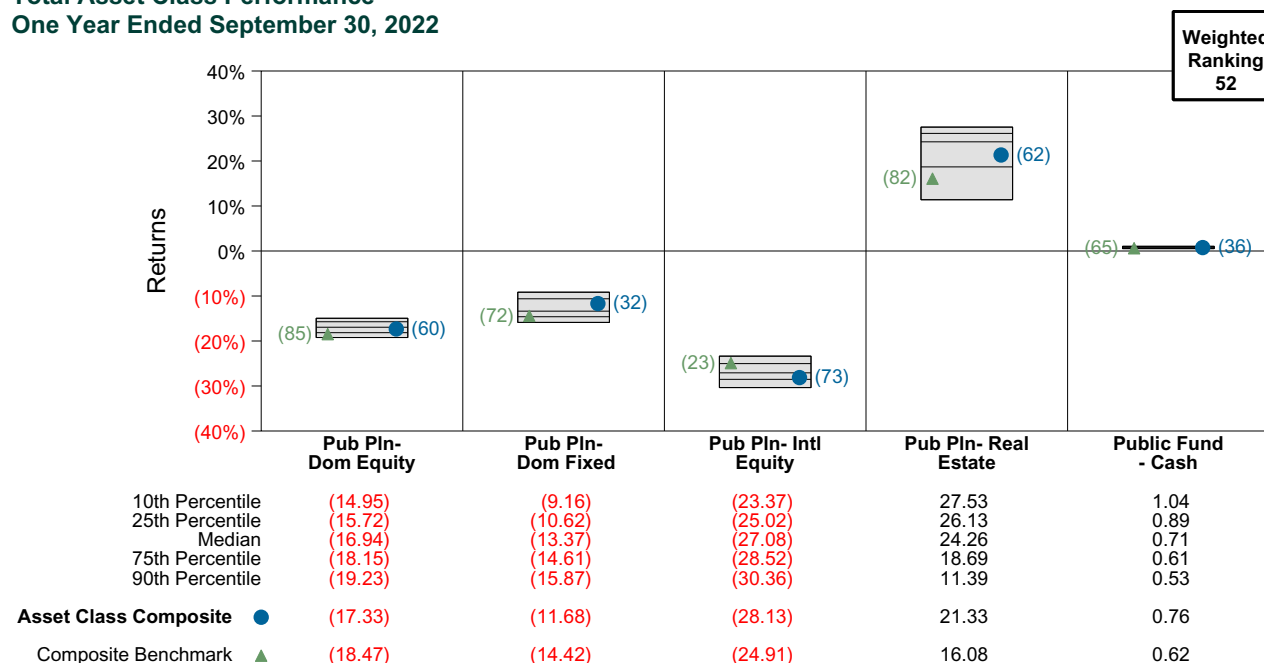 Total Asset Class Performance
One Year Ended September 30, 2022
Weighted
Ranking
52
40%
30%
20%
10%
0%
(10%)
(20%)
(30%)
(40%)
Returns
(85) (60)
(72) (32)
(23) (73)
(82) (62)
(65) (36)
Pub Pln- Dom Equity
Pub Pln- Dom Fixed
Pub Pln- Intl Equity
Pub Pln- Real Estate
Public Fund - Cash
10th Percentile (14.95) (9.16) (23.37) 27.53 1.04
25th Percentile (15.72) (10.62) (25.02) 26.13 0.89
Median (16.94) (13.37) (27.08) 24.26 0.71
75th Percentile (18.15) (14.61) (28.52) 18.69 0.61
90th Percentile (19.23) (15.87) (30.36) 11.39 0.53
Asset Class Composite (17.33) (11.68) (28.13) 21.33 0.76
Composite Benchmark (18.47) (14.42) (24.91) 16.08 0.62